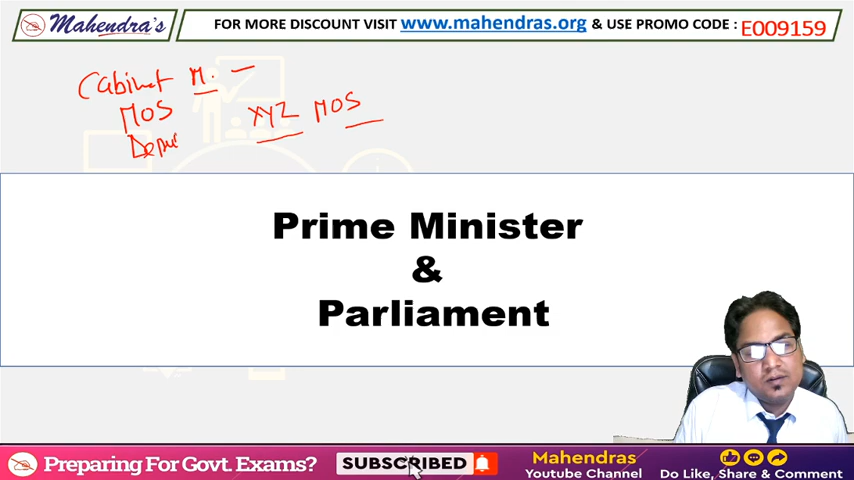 Mahendra's
FOR MORE DISCOUNT VISIT www.mahendras.org & USE PROMO CODE : E009159
Cabinet M. -
MOS XYZ MOS
Depu
Prime Minister
&
Parliament
Preparing For Govt. Exams?
SUBSCRIBED
Mahendras
Youtube Channel
Do Like, Share & Comment